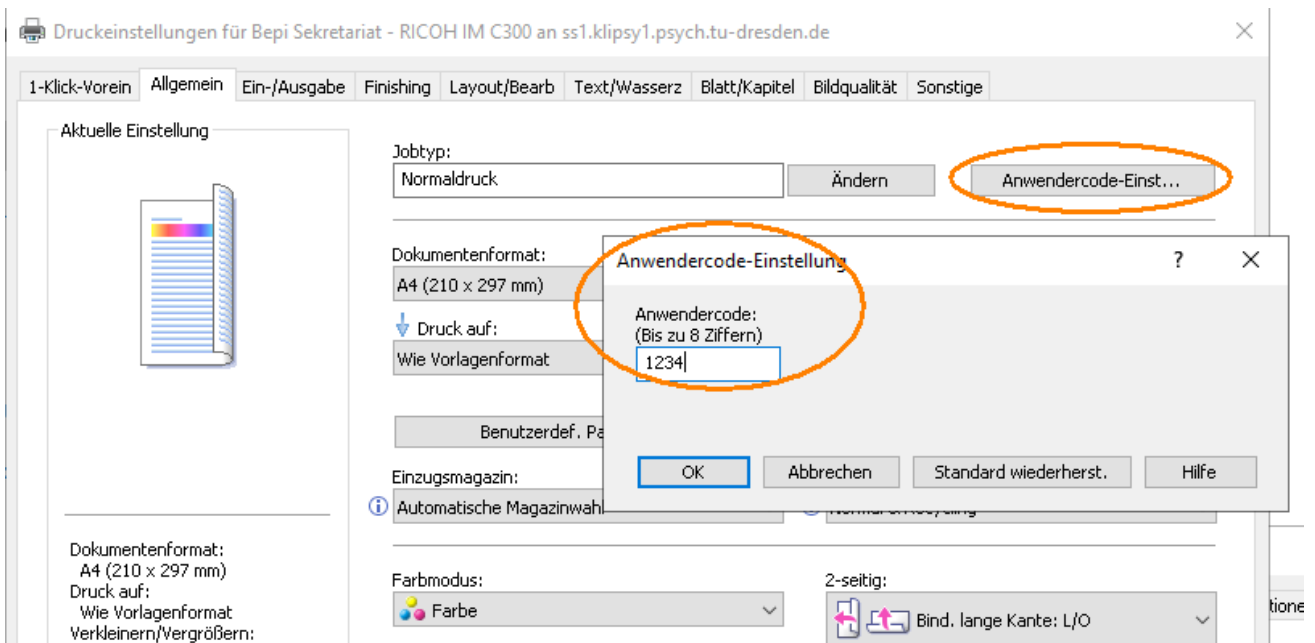 Druckeinstellungen für Bepi Sekretariat - RICOH IM C300 an ss1.klipsy1.psych.tu-dresden.de
1-Klick-Vorein Allgemein Ein-/Ausgabe Finishing Layout/Bearb Text/Wasserz Blatt/Kapitel Bildqualität Sonstige
Aktuelle Einstellung
Jobtyp:
Normaldruck Ändern Anwendercode-Einst...
Dokumentenformat:
A4 (210 x 297 mm)
Druck auf:
Wie Vorlagenformat
Benutzerdef.
Anwendercode-Einstellung ?
Anwendercode:
(Bis zu 8 Ziffern)
1234
OK Abbrechen Standard wiederherst. Hilfe
Einzugsmagazin:
Automatische Magazinwahl
Dokumentenformat:
A4 (210 x 297 mm)
Druck auf:
Wie Vorlagenformat
Verkleinern/Vergrößern:
Farbmodus:
Farbe
2-seitig:
Bind. lange Kante: L/O